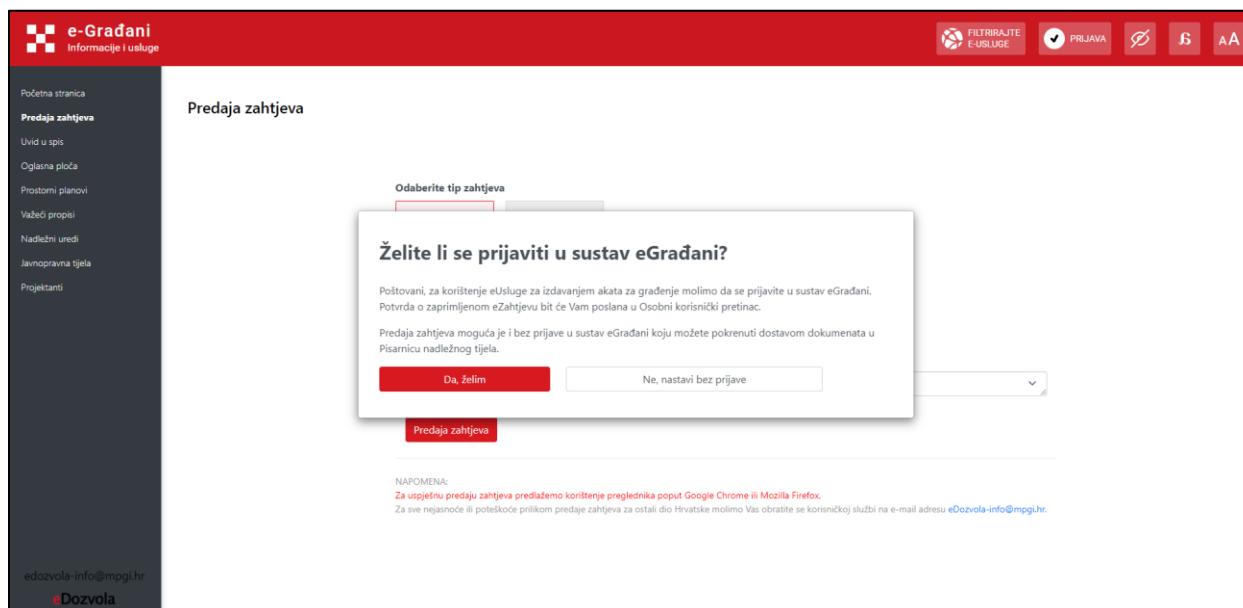 e-Građani
Informacije i usluge
FILTRIRAJTE
E-USLUGE
PRIJAVA
AA
Početna stranica
Predaja zahtjeva
Uvid u spis
Oglasna ploča
Prostorni planovi
Važeći propisi
Nadležni uredi
Javnopravna tijela
Projektanti
Predaja zahtjeva
Odaberite tip zahtjeva
Želite li se prijaviti u sustav eGrađani?
Poštovani, za korištenje eUsluge za izdavanjem akata za građenje molimo da se prijavite u sustav eGrađani.
Potvrda o zaprimljenom eZahtjevu bit će Vam poslana u Osobni korisnički pretinac.
Predaja zahtjeva moguća je i bez prijave u sustav eGrađani koju možete pokrenuti dostavom dokumenata u
Pisarnicu nadležnog tijela.
Da, želim
Ne, nastavi bez prijave
Predaja zahtjeva
NAPOMENA:
Za uspješnu predaju zahtjeva predlažemo korištenje preglednika poput Google Chrome ili Mozilla Firefox.
Za sve nejasnoće ili poteškoće prilikom predaje zahtjeva za ostali dio Hrvatske molimo Vas obratite se korisničkoj službi na e-mail adresu eDozvola-info@mpgi.hr.
edozvola-info@mpgi.hr
eDozvola